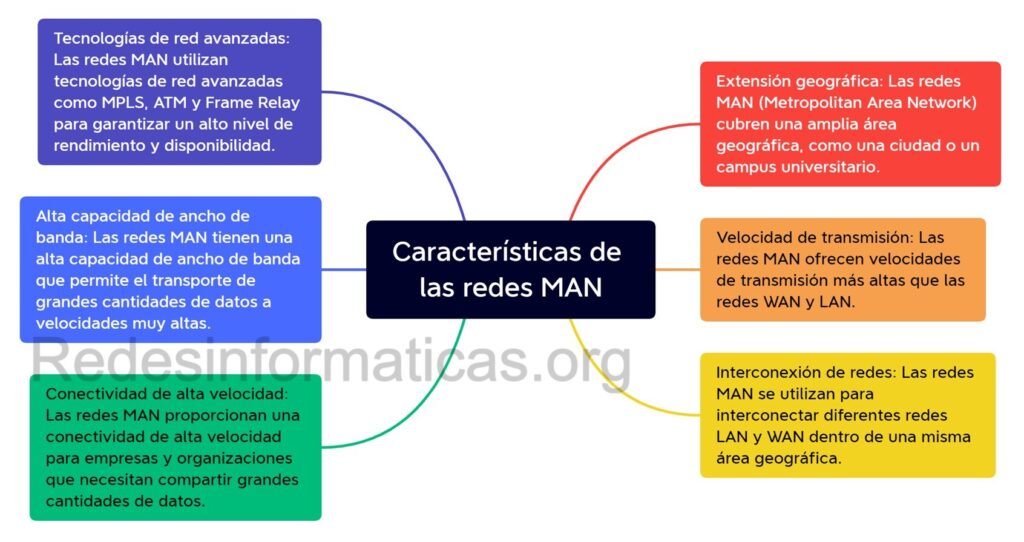 Tecnologías de red avanzadas:
Las redes MAN utilizan
tecnologías de red avanzadas
como MPLS, ATM y Frame Relay
para garantizar un alto nivel de
rendimiento y disponibilidad.
Extensión geográfica: Las redes
MAN (Metropolitan Area Network)
cubren una amplia área
geográfica, como una ciudad o un
campus universitario.
Alta capacidad de ancho de
banda: Las redes MAN tienen una
alta capacidad de ancho de banda
que permite el transporte de
grandes cantidades de datos a
velocidades muy altas.
Características de
las redes MAN
Velocidad de transmisión: Las
redes MAN ofrecen velocidades
de transmisión más altas que las
redes WAN y LAN.
Redesinformaticas.org
Conectividad de alta velocidad:
Las redes MAN proporcionan una
conectividad de alta velocidad
para empresas y organizaciones
que necesitan compartir grandes
cantidades de datos.
Interconexión de redes: Las redes
MAN se utilizan para
interconectar diferentes redes
LAN y WAN dentro de una misma
área geográfica.